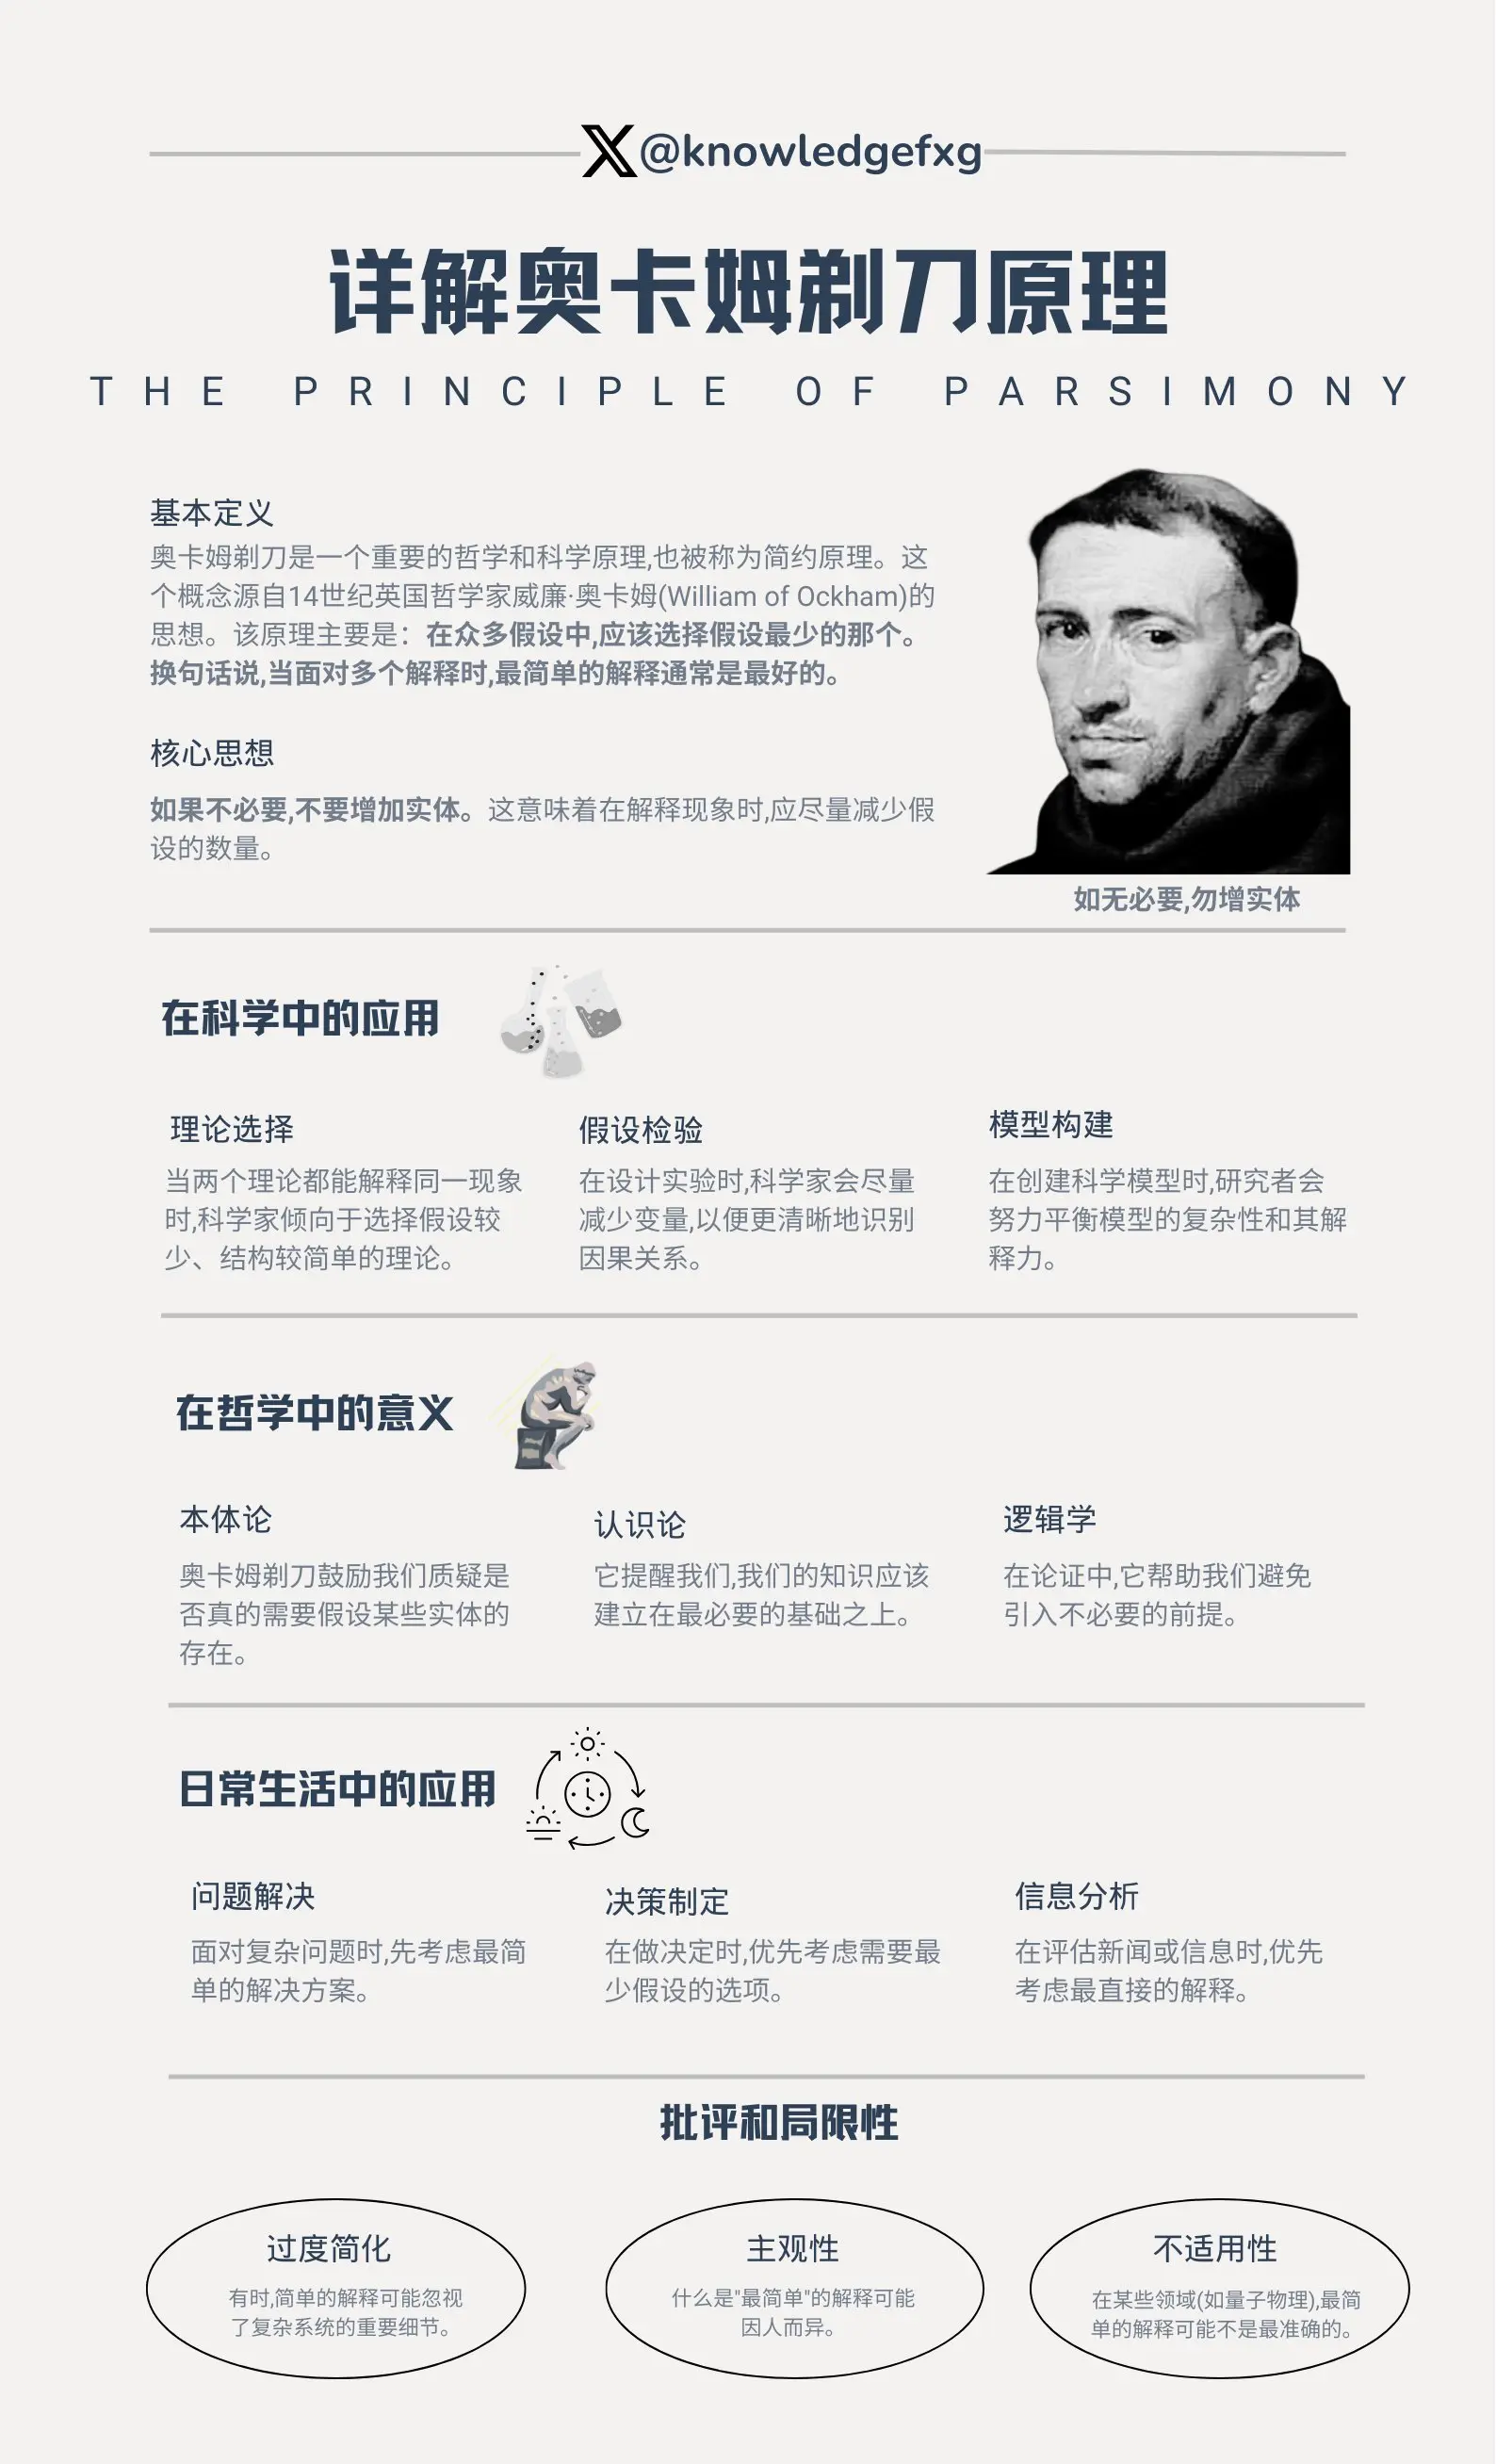 @knowledgefxg
详解奥卡姆剃刀原理
THE PRINCIPLE OF PARSIMONY
基本定义
奥卡姆剃刀是一个重要的哲学和科学原理,也被称为简约原理。这
个概念源自14世纪英国哲学家威廉·奥卡姆(William of Ockham)的
思想。该原理主要是：在众多假设中,应该选择假设最少的那个。
换句话说,当面对多个解释时,最简单的解释通常是最好的。
核心思想
如果不必要,不要增加实体。这意味着在解释现象时,应尽量减少假
设的数量。
如无必要,勿增实体
在科学中的应用
理论选择
当两个理论都能解释同一现象
时,科学家倾向于选择假设较
少、结构较简单的理论。
假设检验
在设计实验时,科学家会尽量
减少变量,以便更清晰地识别
因果关系。
模型构建
在创建科学模型时,研究者会
努力平衡模型的复杂性和其解
释力。
在哲学中的意义
本体论
奥卡姆剃刀鼓励我们质疑是
否真的需要假设某些实体的
存在。
认识论
它提醒我们,我们的知识应该
建立在最必要的基础之上。
逻辑学
在论证中,它帮助我们避免
引入不必要的前提。
日常生活中的应用
问题解决
面对复杂问题时,先考虑最简
单的解决方案。
决策制定
在做决定时,优先考虑需要最
少假设的选项。
信息分析
在评估新闻或信息时,优先
考虑最直接的解释。
批评和局限性
过度简化
有时,简单的解释可能忽视
了复杂系统的重要细节。
主观性
什么是"最简单"的解释可能
因人而异。
不适用性
在某些领域(如量子物理),最简
单的解释可能不是最准确的。